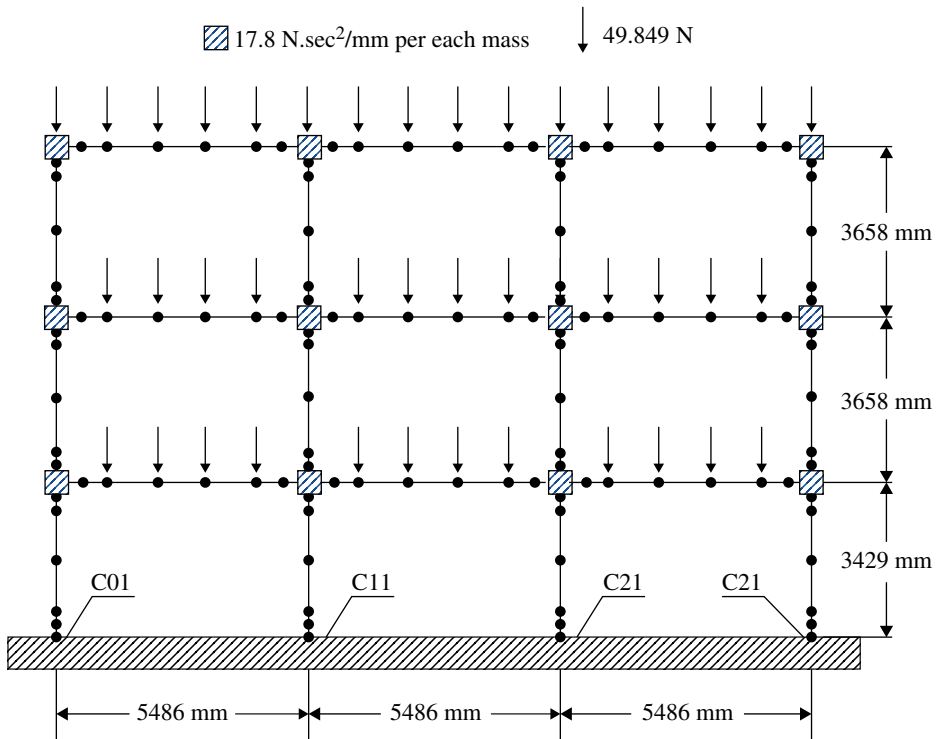 17.8 N.sec²/mm per each mass
49.849 N
3658 mm
3658 mm
3429 mm
C01
C11
C21
C21
5486 mm
5486 mm
5486 mm